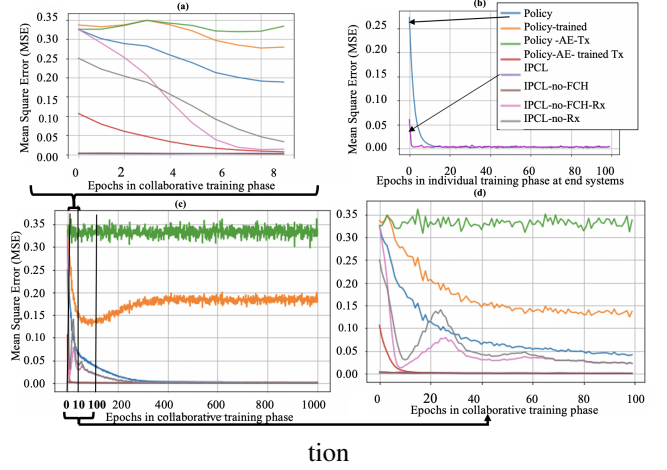 (a)
Mean Square Error (MSE)
0.35
0.30
0.25
0.20
0.15
0.10
0.05
0.00
0 2 4 6 8
Epochs in collaborative training phase
(b)
Mean Square Error (MSE)
0.25
0.20
0.15
0.10
0.05
0.00
0 20 40 60 80 100
Epochs in individual training phase at end systems
Policy
Policy-trained
Policy -AE-Tx
Policy-AE- trained Tx
IPCL
IPCL-no-FCH
IPCL-no-FCH-Rx
IPCL-no-Rx
(c)
Mean Square Error (MSE)
0.35
0.30
0.25
0.20
0.15
0.10
0.05
0.00
0 10 100 200 400 600 800 1000
Epochs in collaborative training phase
(d)
0.35
0.30
0.25
0.20
0.15
0.10
0.05
0.00
0 20 40 60 80 100
Epochs in collaborative training phase
tion